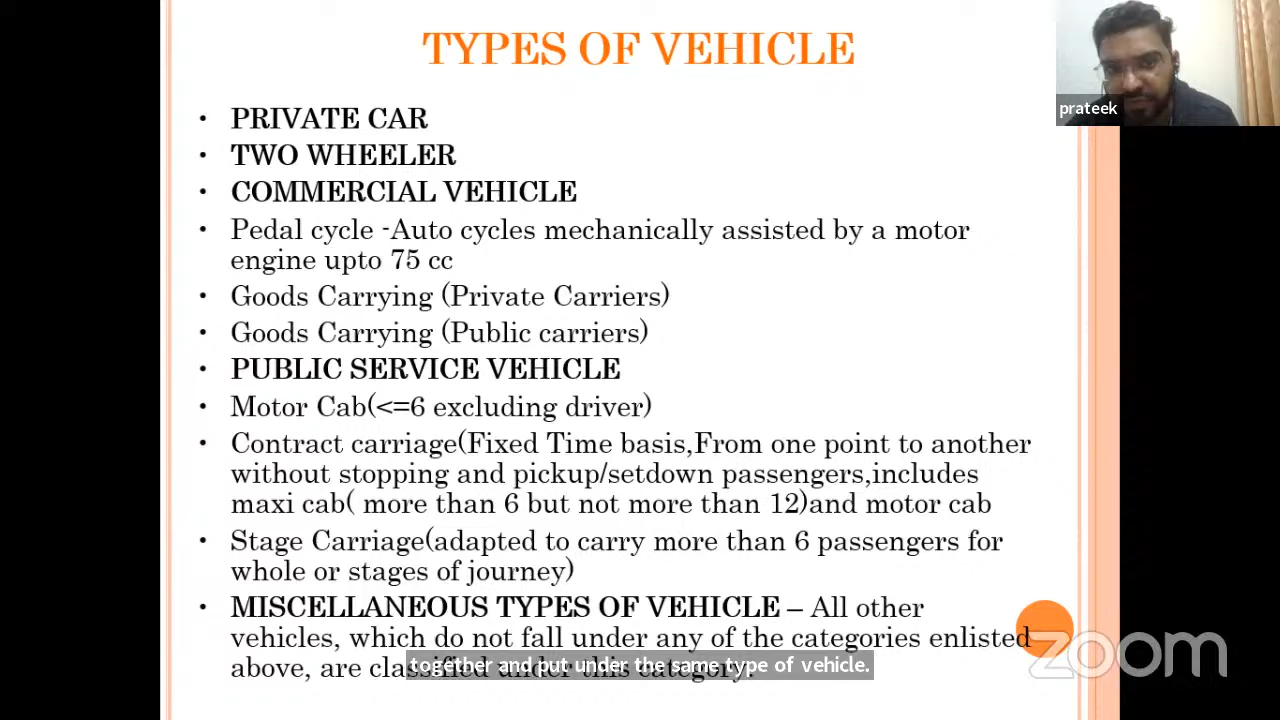 TYPES OF VEHICLE
prateek
• PRIVATE CAR
• TWO WHEELER
• COMMERCIAL VEHICLE
• Pedal cycle -Auto cycles mechanically assisted by a motor
engine upto 75 cc
• Goods Carrying (Private Carriers)
• Goods Carrying (Public carriers)
• PUBLIC SERVICE VEHICLE
• Motor Cab(<=6 excluding driver)
• Contract carriage(Fixed Time basis,From one point to another
without stopping and pickup/setdown passengers,includes
maxi cab( more than 6 but not more than 12)and motor cab
• Stage Carriage(adapted to carry more than 6 passengers for
whole or stages of journey)
• MISCELLANEOUS TYPES OF VEHICLE – All other
vehicles, which do not fall under any of the categories enlisted
above, are classified under this category.
together and put under the same type of vehicle.
zoom